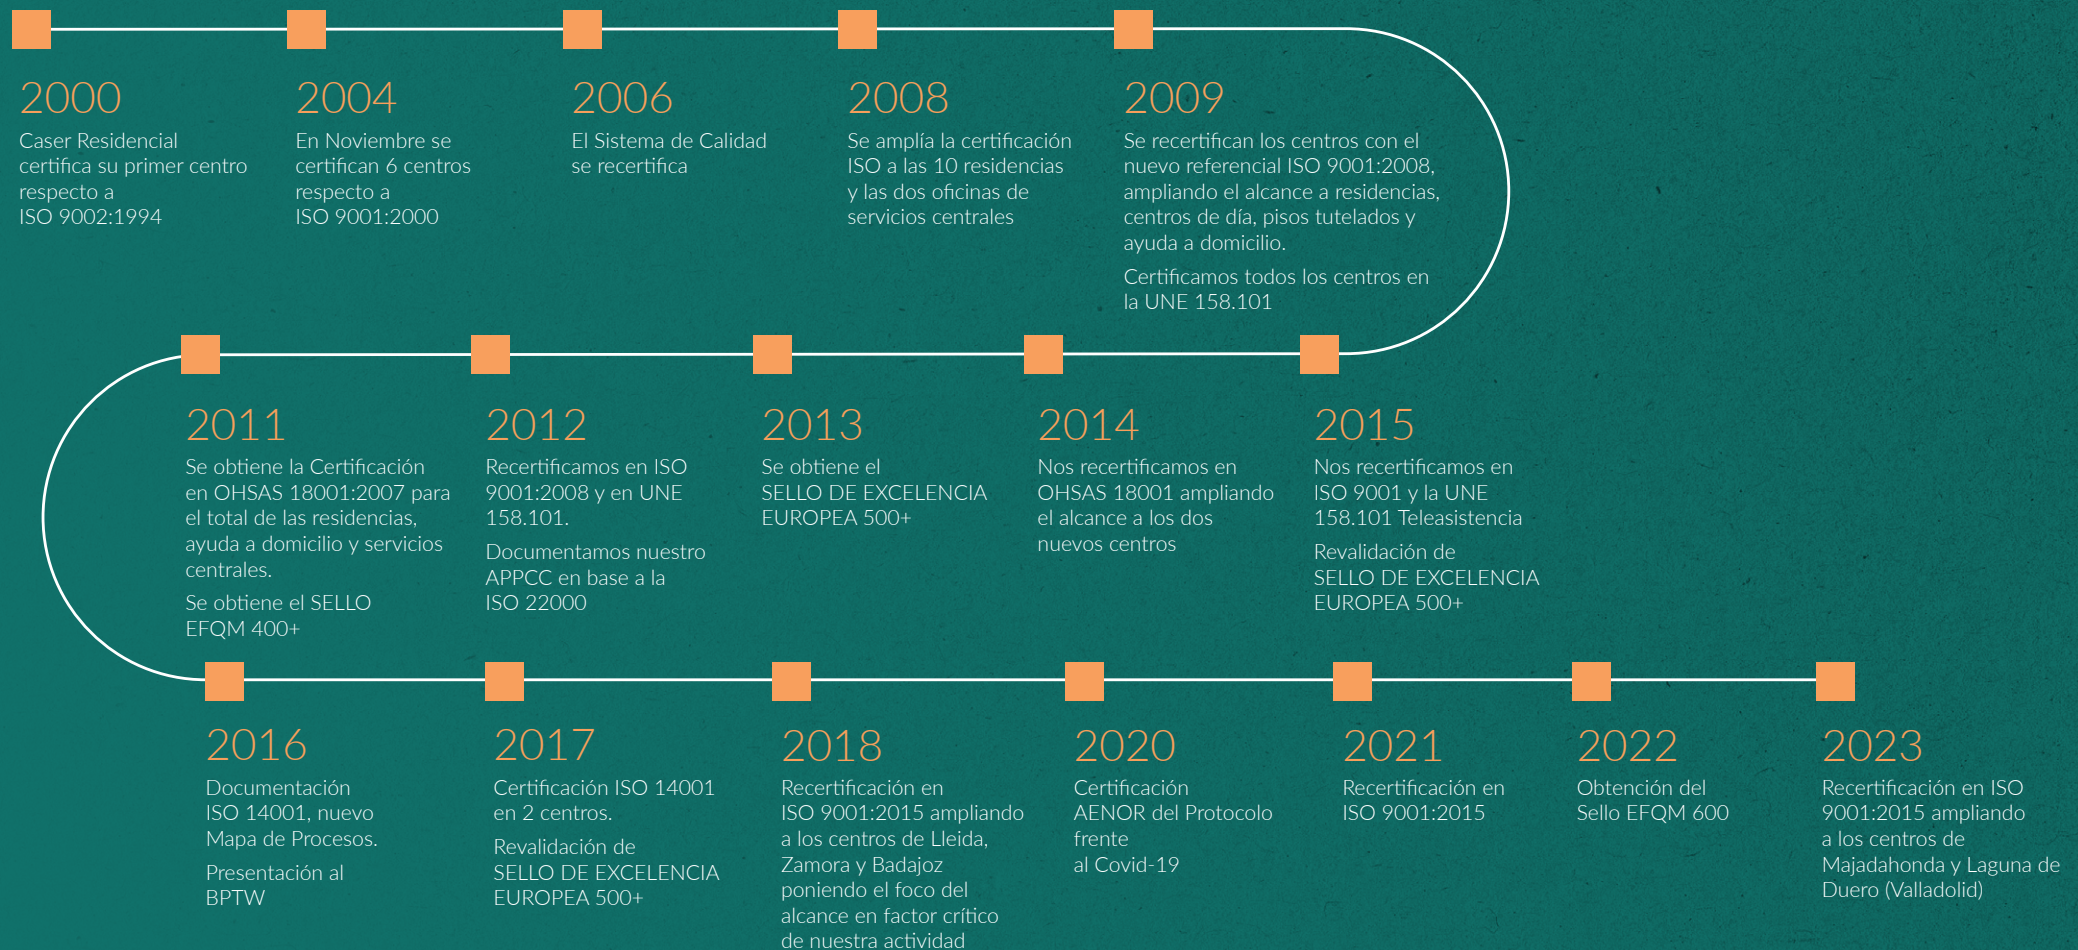 2000
Caser Residencial
certifica su primer centro
respecto a
ISO 9002:1994
2004
En Noviembre se
certifican 6 centros
respecto a
ISO 9001:2000
2006
El Sistema de Calidad
se recertifica
2008
Se amplía la certificación
ISO a las 10 residencias
y las dos oficinas de
servicios centrales
2009
Se recertifican los centros con el
nuevo referencial ISO 9001:2008,
ampliando el alcance a residencias,
centros de día, pisos tutelados y
ayuda a domicilio.
Certificamos todos los centros en
la UNE 158.101
2011
Se obtiene la Certificación
en OHSAS 18001:2007 para
el total de las residencias,
ayuda a domicilio y servicios
centrales.
Se obtiene el SELLO
EFQM 400+
2012
Recertificamos en ISO
9001:2008 y en UNE
158.101.
Documentamos nuestro
APPCC en base a la
ISO 22000
2013
Se obtiene el
SELLO DE EXCELENCIA
EUROPEA 500+
2014
Nos recertificamos en
OHSAS 18001 ampliando
el alcance a los dos
nuevos centros
2015
Nos recertificamos en
ISO 9001 y la UNE
158.101 Teleasistencia
Revalidación de
SELLO DE EXCELENCIA
EUROPEA 500+
2016
Documentación
ISO 14001, nuevo
Mapa de Procesos.
Presentación al
BPTW
2017
Certificación ISO 14001
en 2 centros.
Revalidación de
SELLO DE EXCELENCIA
EUROPEA 500+
2018
Recertificación en
ISO 9001:2015 ampliando
a los centros de Lleida,
Zamora y Badajoz
poniendo el foco del
alcance en factor crítico
de nuestra actividad
2020
Certificación
AENOR del Protocolo
frente
al Covid-19
2021
Recertificación en
ISO 9001:2015
2022
Obtención del
Sello EFQM 600
2023
Recertificación en ISO
9001:2015 ampliando
a los centros de
Majadahonda y Laguna de
Duero (Valladolid)